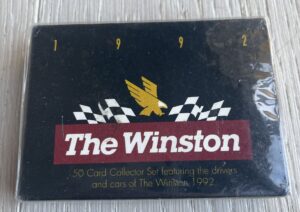 1 9 9 2
The Winston
50 Card Collector Set featuring the drivers
and cars of The Winston 1992